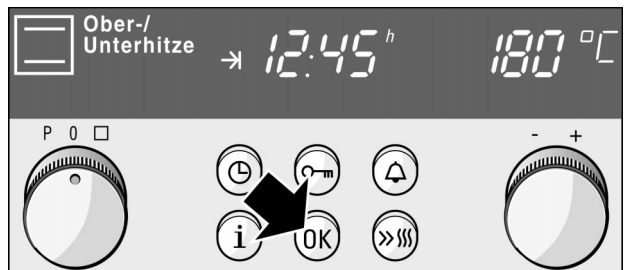 Ober-/
Unterhitze
12:45 h
180 °C
P 0
- +
i
OK